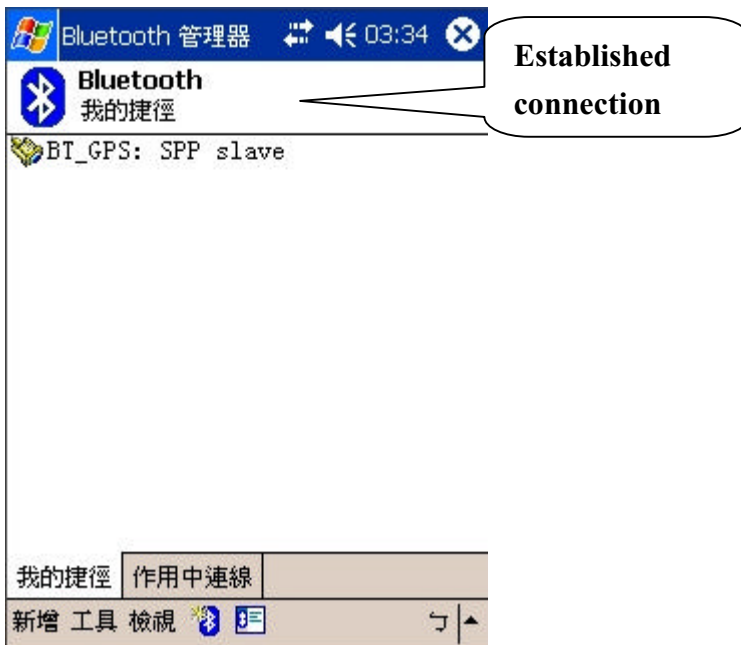 Bluetooth 管理器 03:34
Bluetooth
我的捷徑
Established
connection
BT_GPS: SPP slave
我的捷徑 作用中連線
新增 工具 檢視 ㄅ